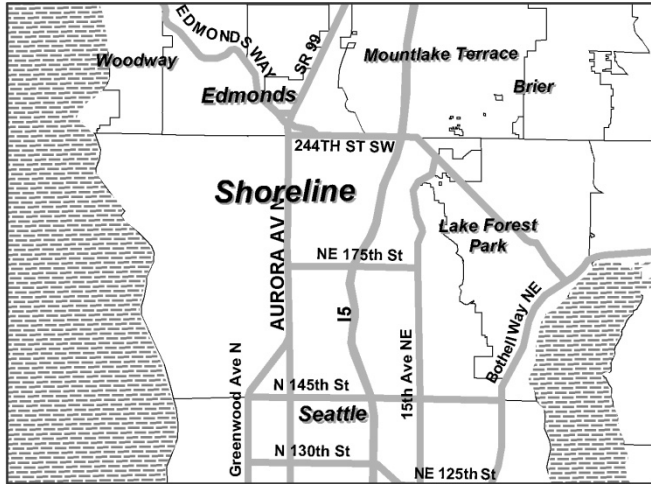 EDMONDS WAY
SR 99
Mountlake Terrace
Woodway
Brier
Edmonds
244TH ST SW
Shoreline
AURORA AV N
Lake Forest
Park
NE 175th St
I5
15th Ave NE
Bothell Way NE
Greenwood Ave N
N 145th St
Seattle
N 130th St
NE 125th St